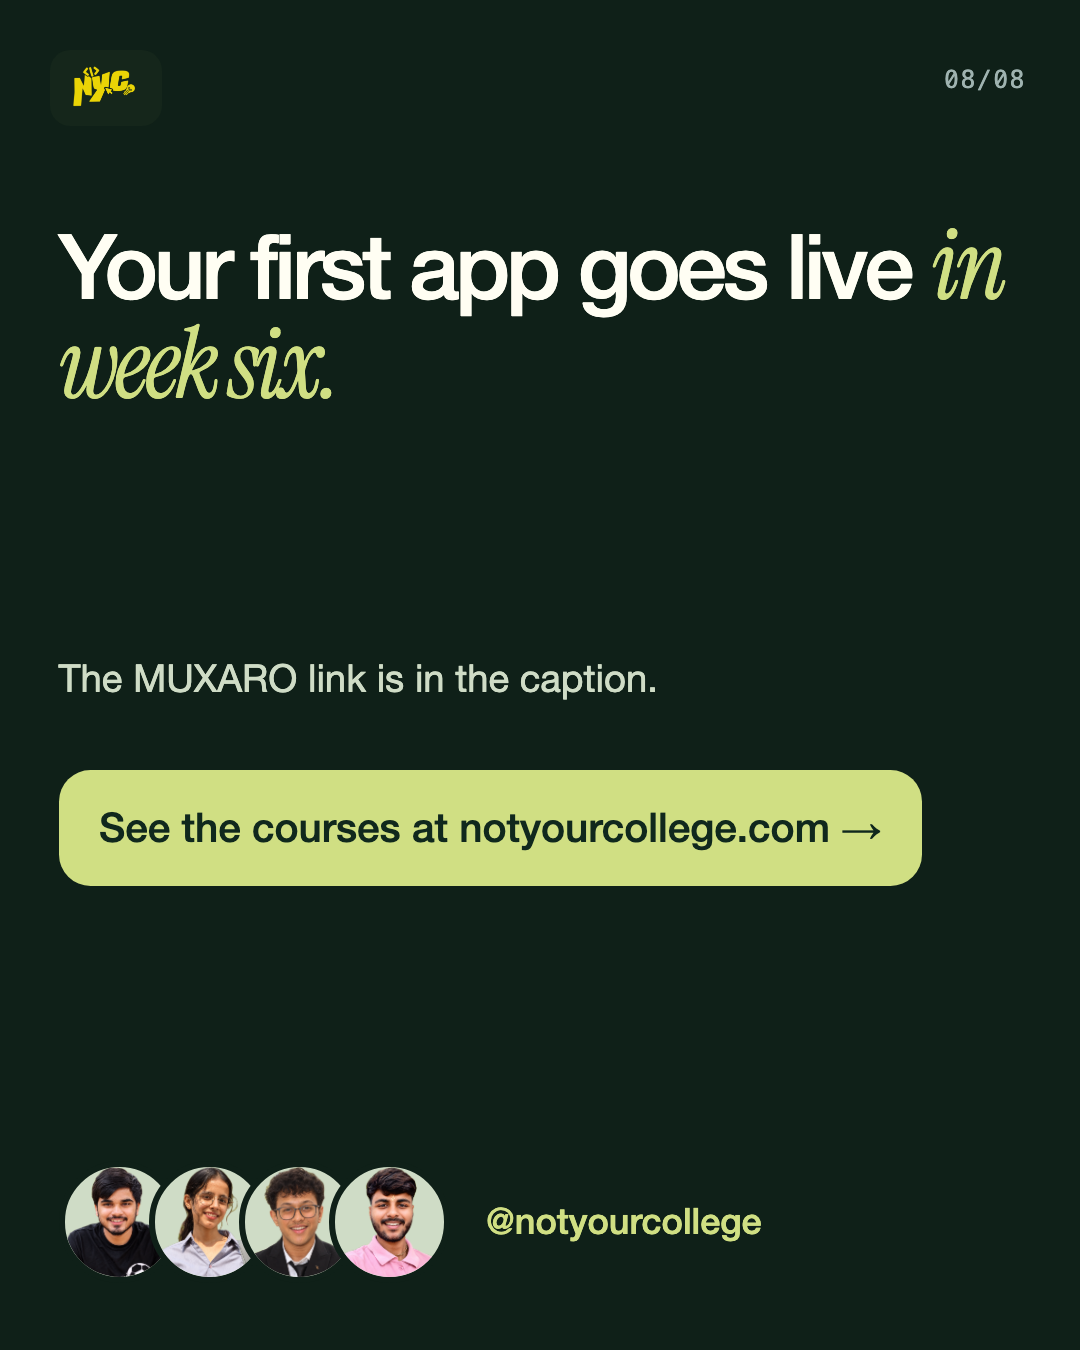 NYC
08/08
Your first app goes live in
week six.
The MUXARO link is in the caption.
See the courses at notyourcollege.com →
@notyourcollege